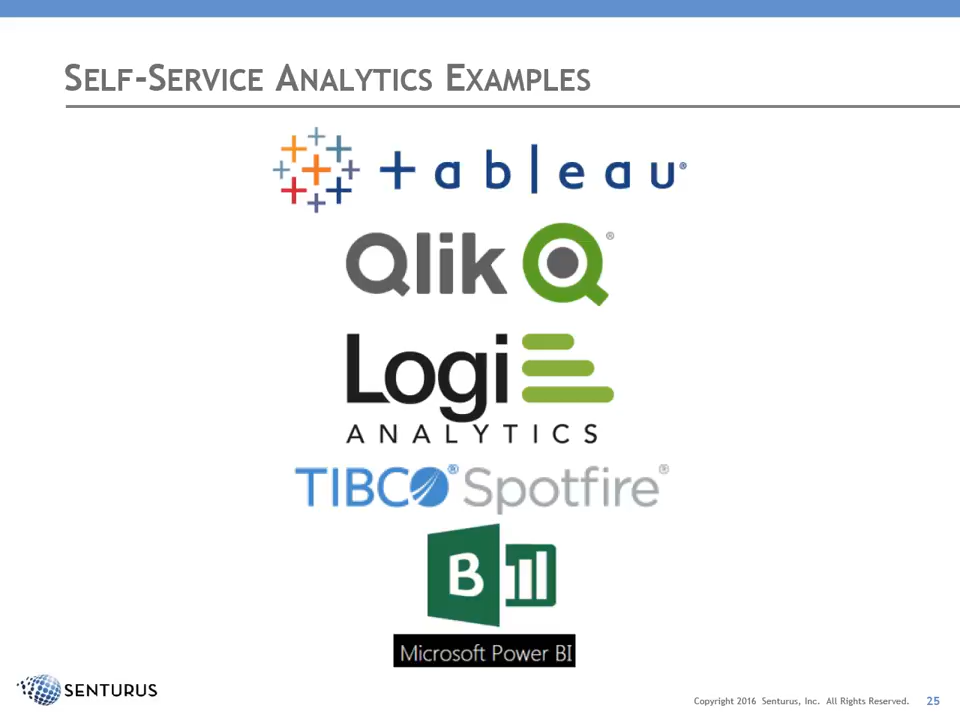 SELF-SERVICE ANALYTICS EXAMPLES
+ableau®
Qlik Q®
Logi
ANALYTICS
TIBCO® Spotfire®
B
Microsoft Power BI
SENTURUS
Copyright 2016 Senturus, Inc. All Rights Reserved. 25